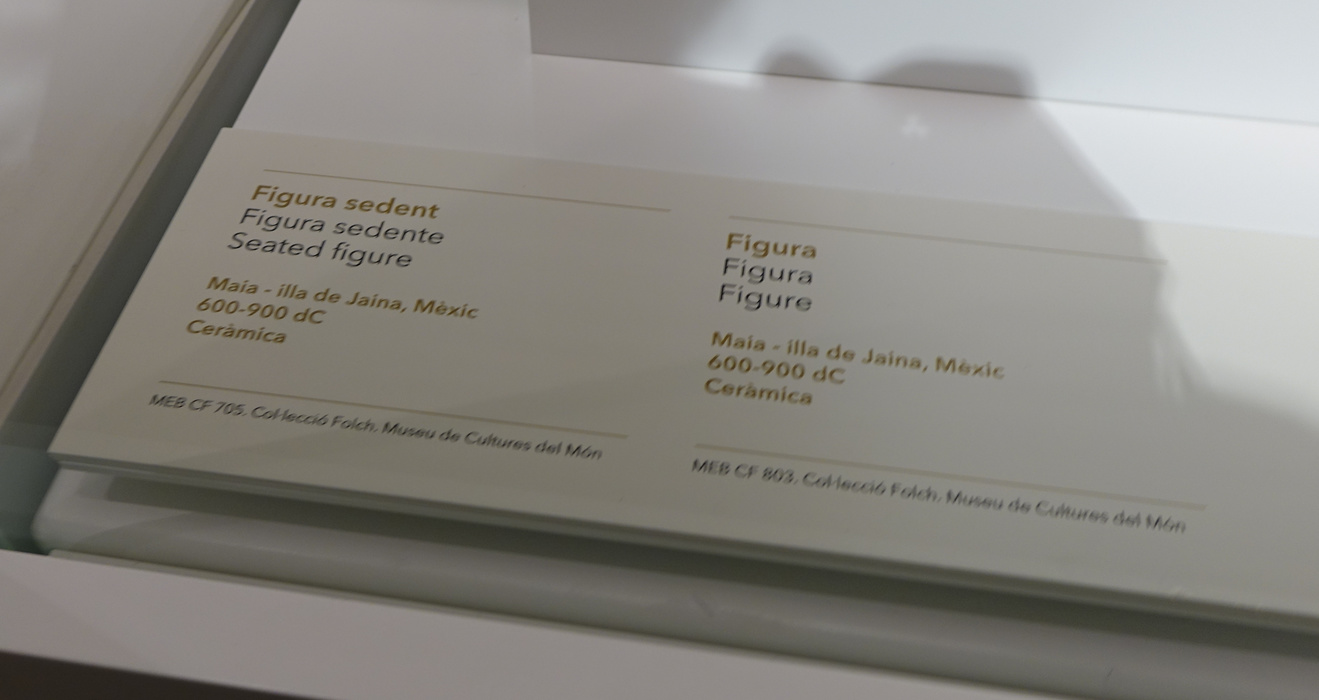 Figura sedent
Figura sedente
Seated figure
Maia - illa de Jaina, Mèxic
600-900 dC
Ceràmica
MEB CF 705. Col·lecció Folch. Museu de Cultures del Món
Figura
Figura
Figure
Maia - illa de Jaina, Mèxic
600-900 dC
Ceràmica
MEB CF 803. Col·lecció Folch. Museu de Cultures del Món